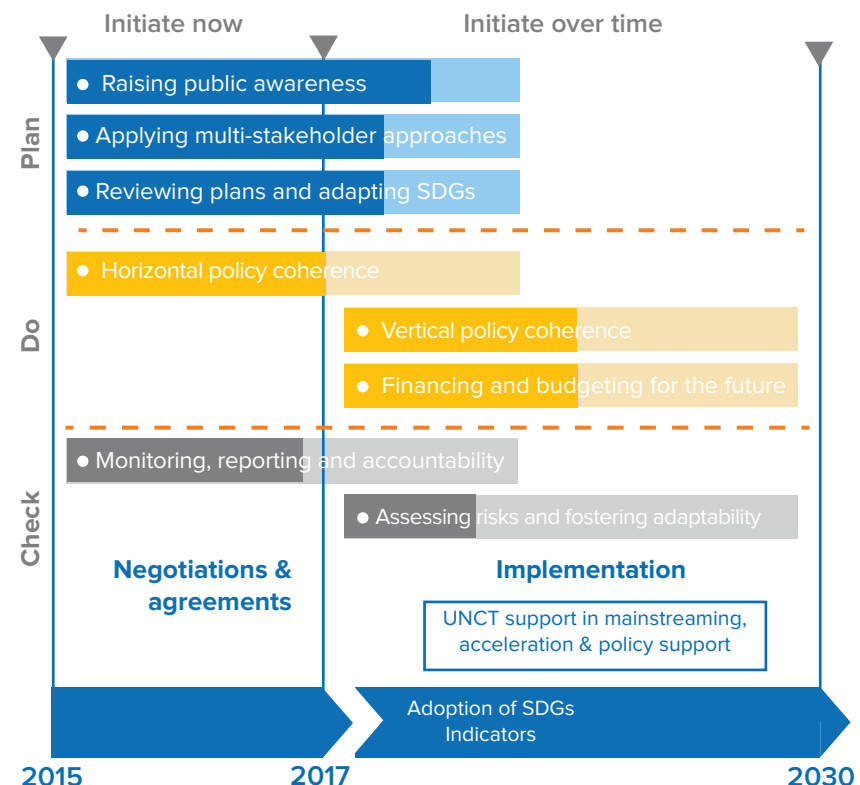 Initiate now
Initiate over time
Plan
Raising public awareness
Applying multi-stakeholder approaches
Reviewing plans and adapting SDGs
Do
Horizontal policy coherence
Vertical policy coherence
Financing and budgeting for the future
Check
Monitoring, reporting and accountability
Assessing risks and fostering adaptability
Negotiations &
agreements
Implementation
UNCT support in mainstreaming,
acceleration & policy support
Adoption of SDGs
Indicators
2015
2017
2030